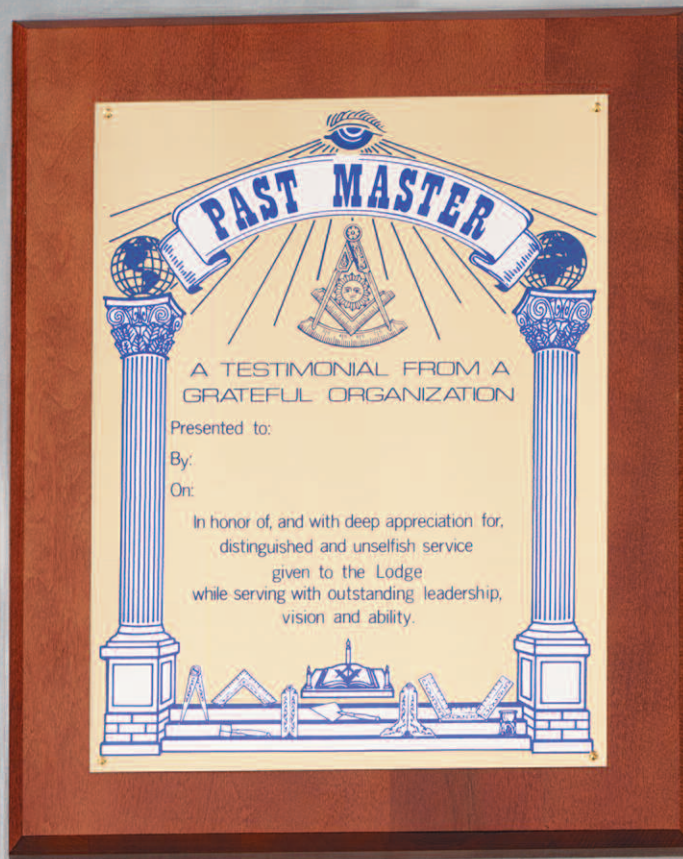 PAST MASTER
A TESTIMONIAL FROM A
GRATEFUL ORGANIZATION
Presented to:
By:
On:
In honor of, and with deep appreciation for,
distinguished and unselfish service
given to the Lodge
while serving with outstanding leadership,
vision and ability.